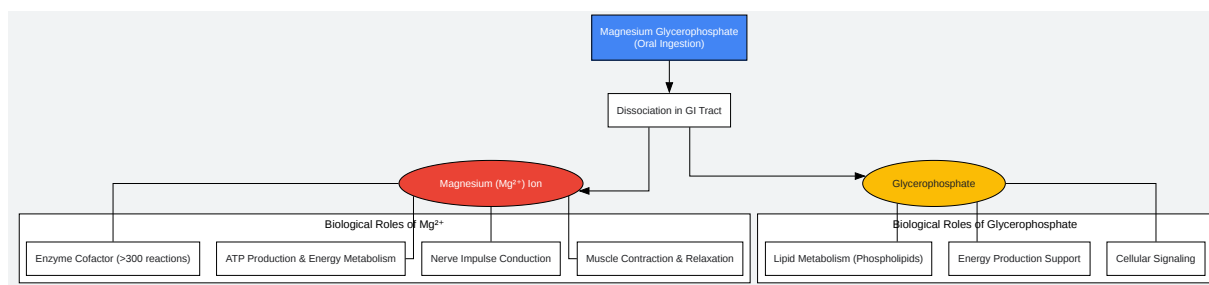 Magnesium Glycerophosphate
(Oral Ingestion)
Dissociation in GI Tract
Magnesium (Mg²⁺) Ion
Glycerophosphate
Biological Roles of Mg²⁺
Biological Roles of Glycerophosphate
Enzyme Cofactor (>300 reactions)
ATP Production & Energy Metabolism
Nerve Impulse Conduction
Muscle Contraction & Relaxation
Lipid Metabolism (Phospholipids)
Energy Production Support
Cellular Signaling